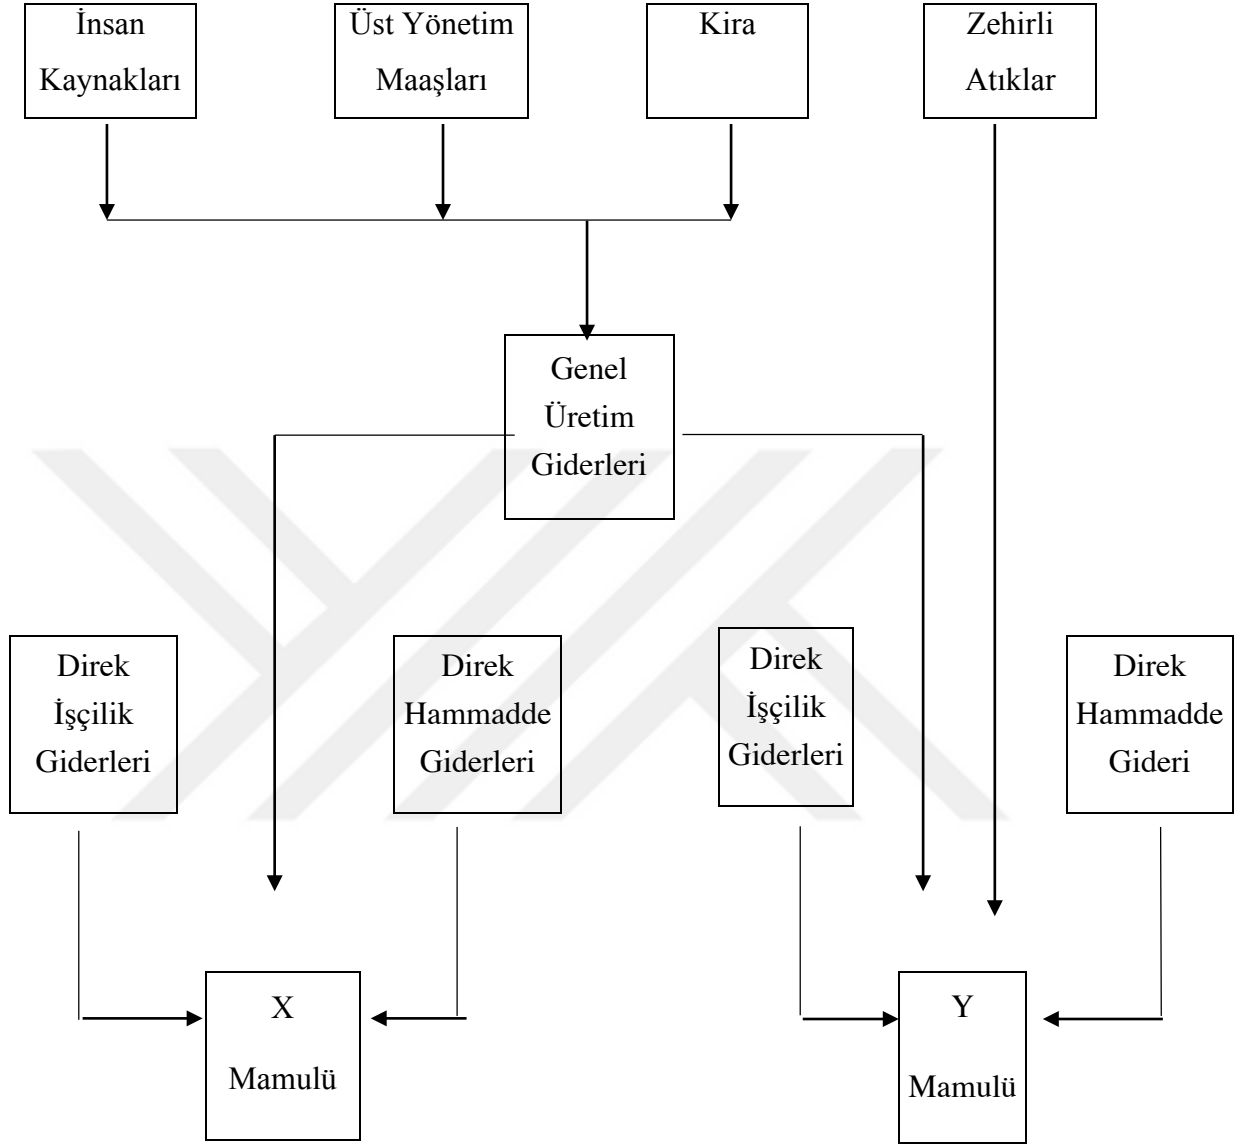 İnsan
Kaynakları
Üst Yönetim
Maaşları
Kira
Zehirli
Atıklar
Genel
Üretim
Giderleri
Direk
İşçilik
Giderleri
Direk
Hammadde
Giderleri
Direk
İşçilik
Giderleri
Direk
Hammadde
Gideri
X
Mamulü
Y
Mamulü